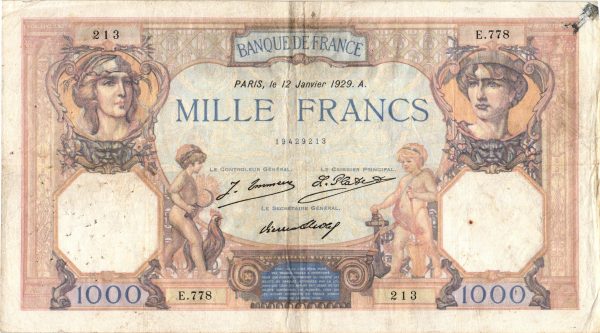 213
E.778
BANQUE DE FRANCE
PARIS, le 12 Janvier 1929. A.
MILLE FRANCS
19429213
LE CONTROLEUR GÉNÉRAL,
LE CAISSIER PRINCIPAL,
LE SECRÉTAIRE GÉNÉRAL,
1000
E.778
213
1000